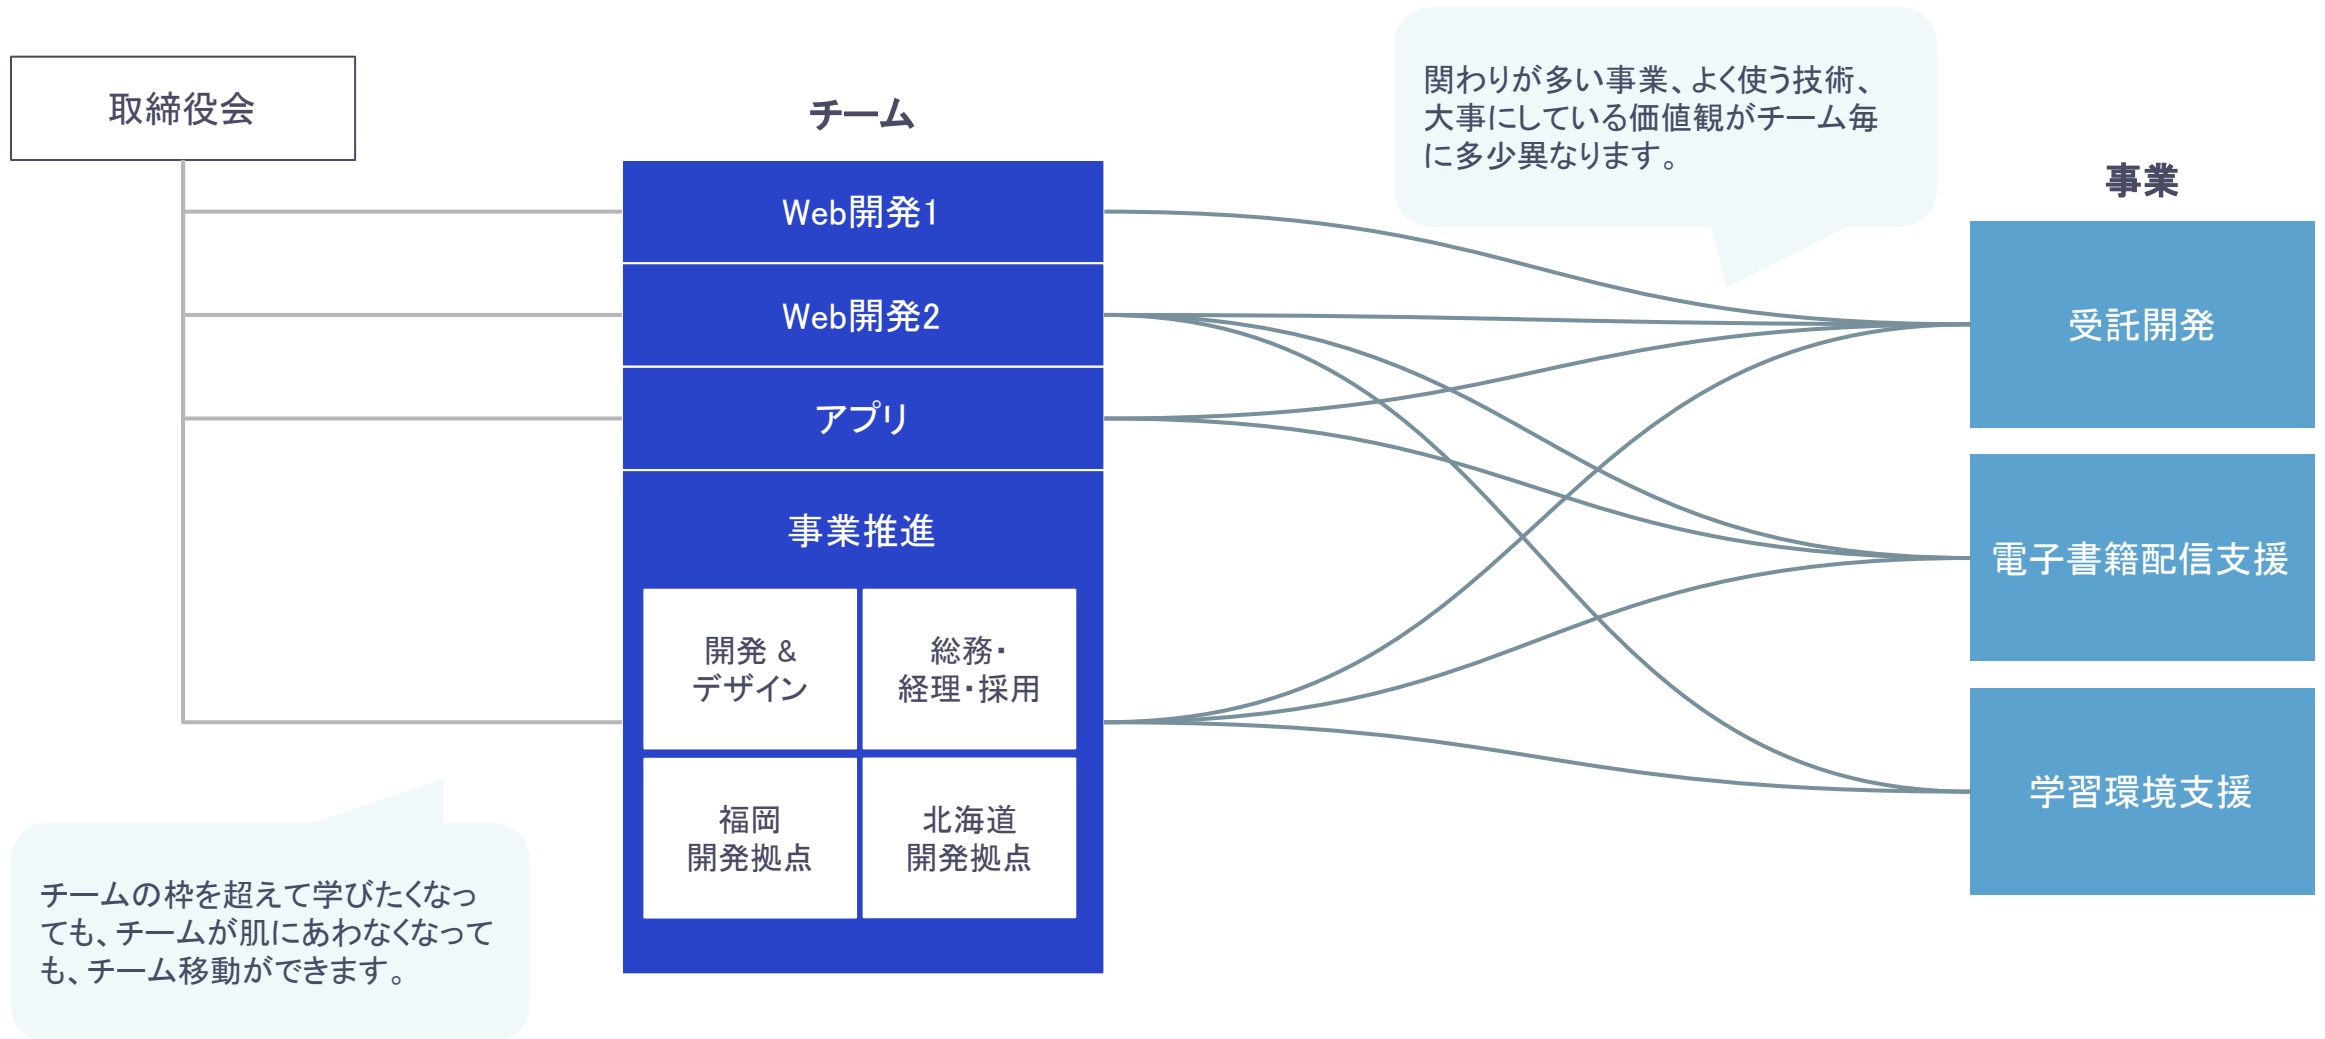 取締役会
チーム
Web開発1
Web開発2
アプリ
事業推進
開発 &
デザイン
総務・
経理・採用
福岡
開発拠点
北海道
開発拠点
関わりが多い事業、よく使う技術、
大事にしている価値観がチーム毎
に多少異なります。
事業
受託開発
電子書籍配信支援
学習環境支援
チームの枠を超えて学びたくなっ
ても、チームが肌にあわなくなって
も、チーム移動ができます。